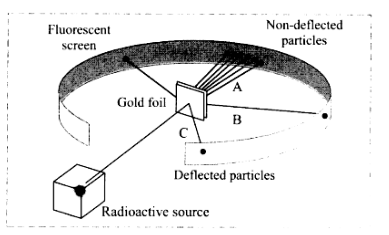 Fluorescent
screen
Non-deflected
particles
Gold foil
A
B
C
Deflected particles
Radioactive source